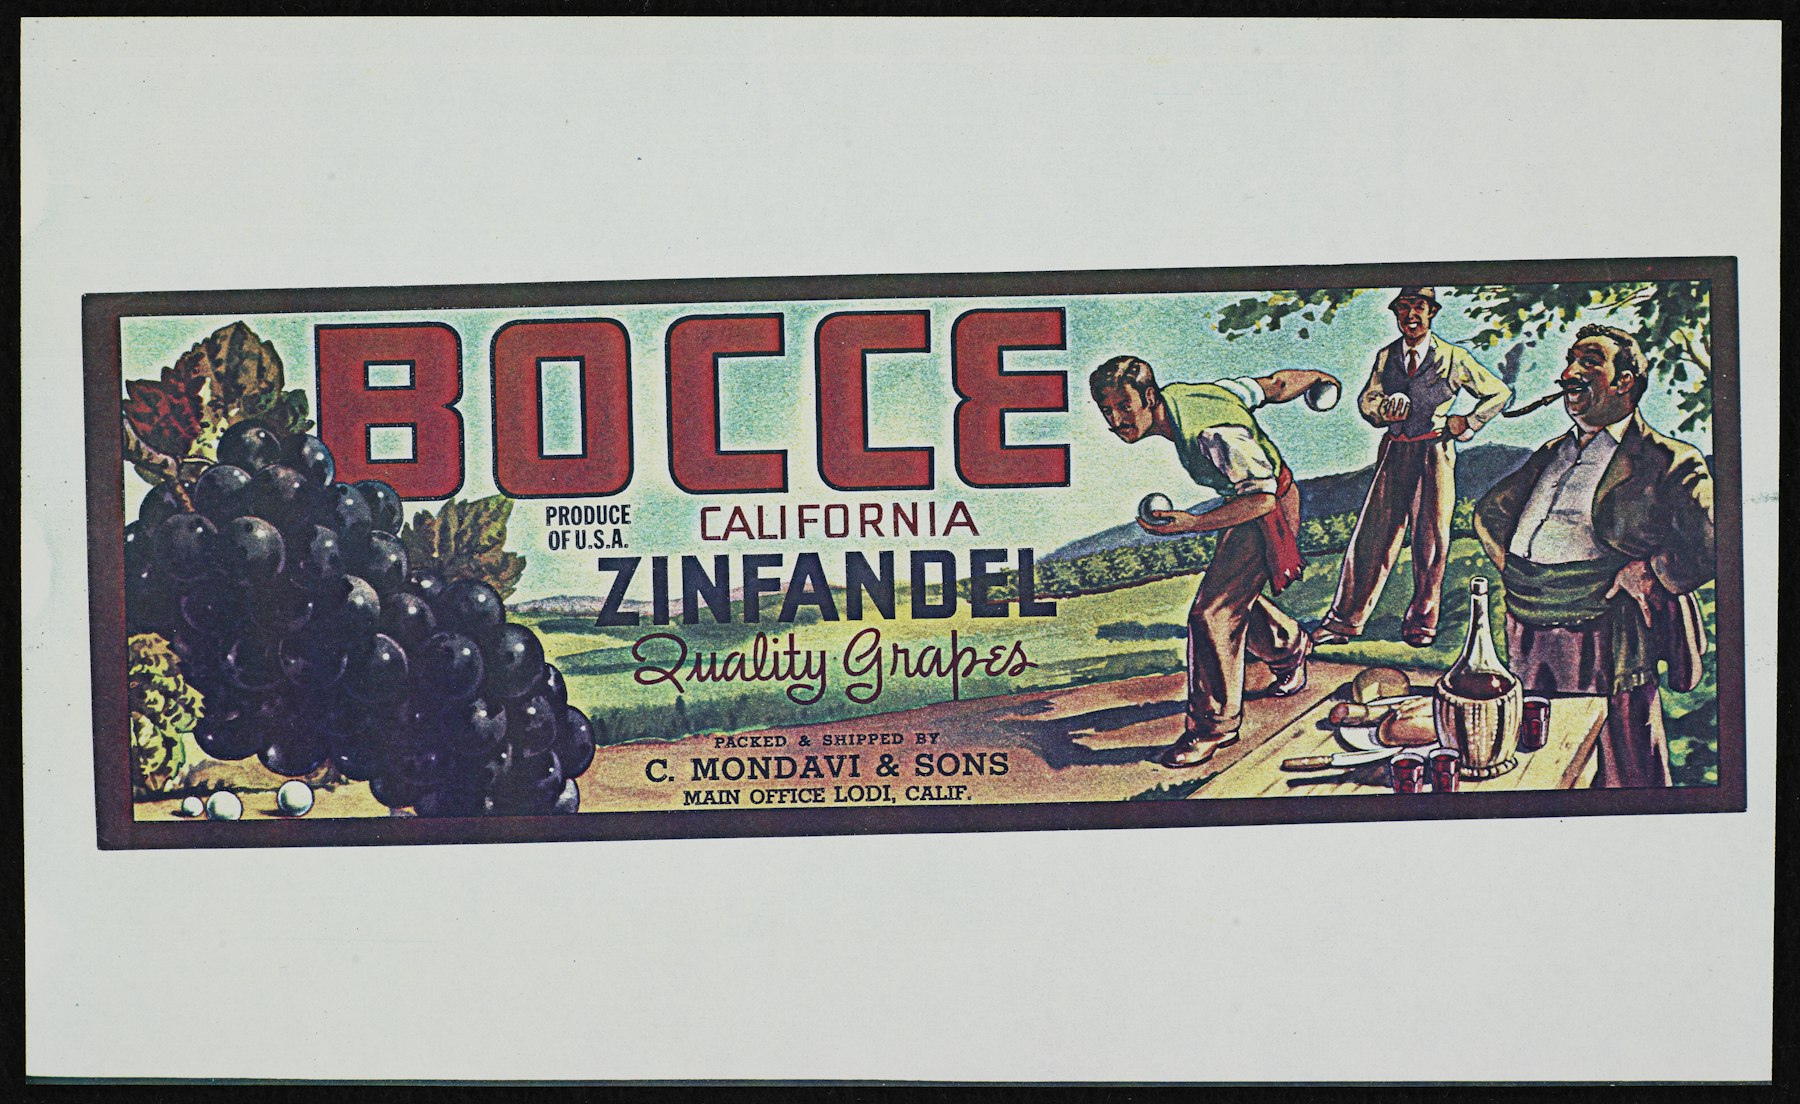 BOCCE
PRODUCE
OF U.S.A.
CALIFORNIA
ZINFANDEL
Quality Grapes
PACKED & SHIPPED BY
C. MONDAVI & SONS
MAIN OFFICE LODI, CALIF.